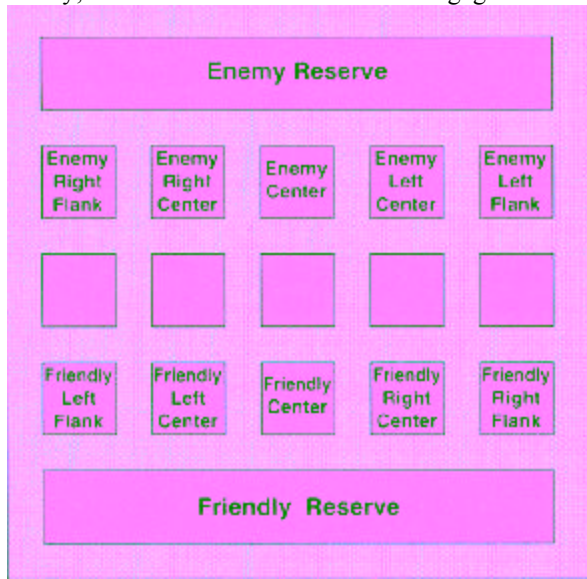 Enemy Reserve
Enemy Right Flank
Enemy Right Center
Enemy Center
Enemy Left Center
Enemy Left Flank
Friendly Left Flank
Friendly Left Center
Friendly Center
Friendly Right Center
Friendly Right Flank
Friendly Reserve